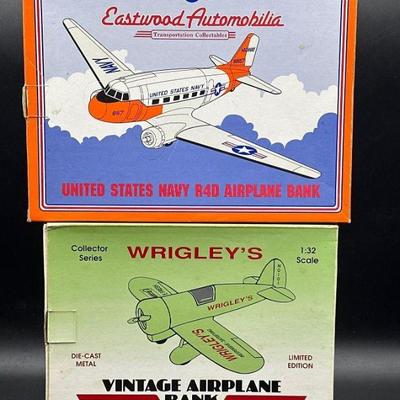 Eastwood Automobilia
Transportation Collectables
NAVY
UNITED STATES NAVY
UNITED STATES NAVY R4D AIRPLANE BANK
Collector
Series
WRIGLEY'S
1:32
Scale
WRIGLEY'S
WRIGLEY'S
DIE-CAST
METAL
LIMITED
EDITION
VINTAGE AIRPLANE
BANK